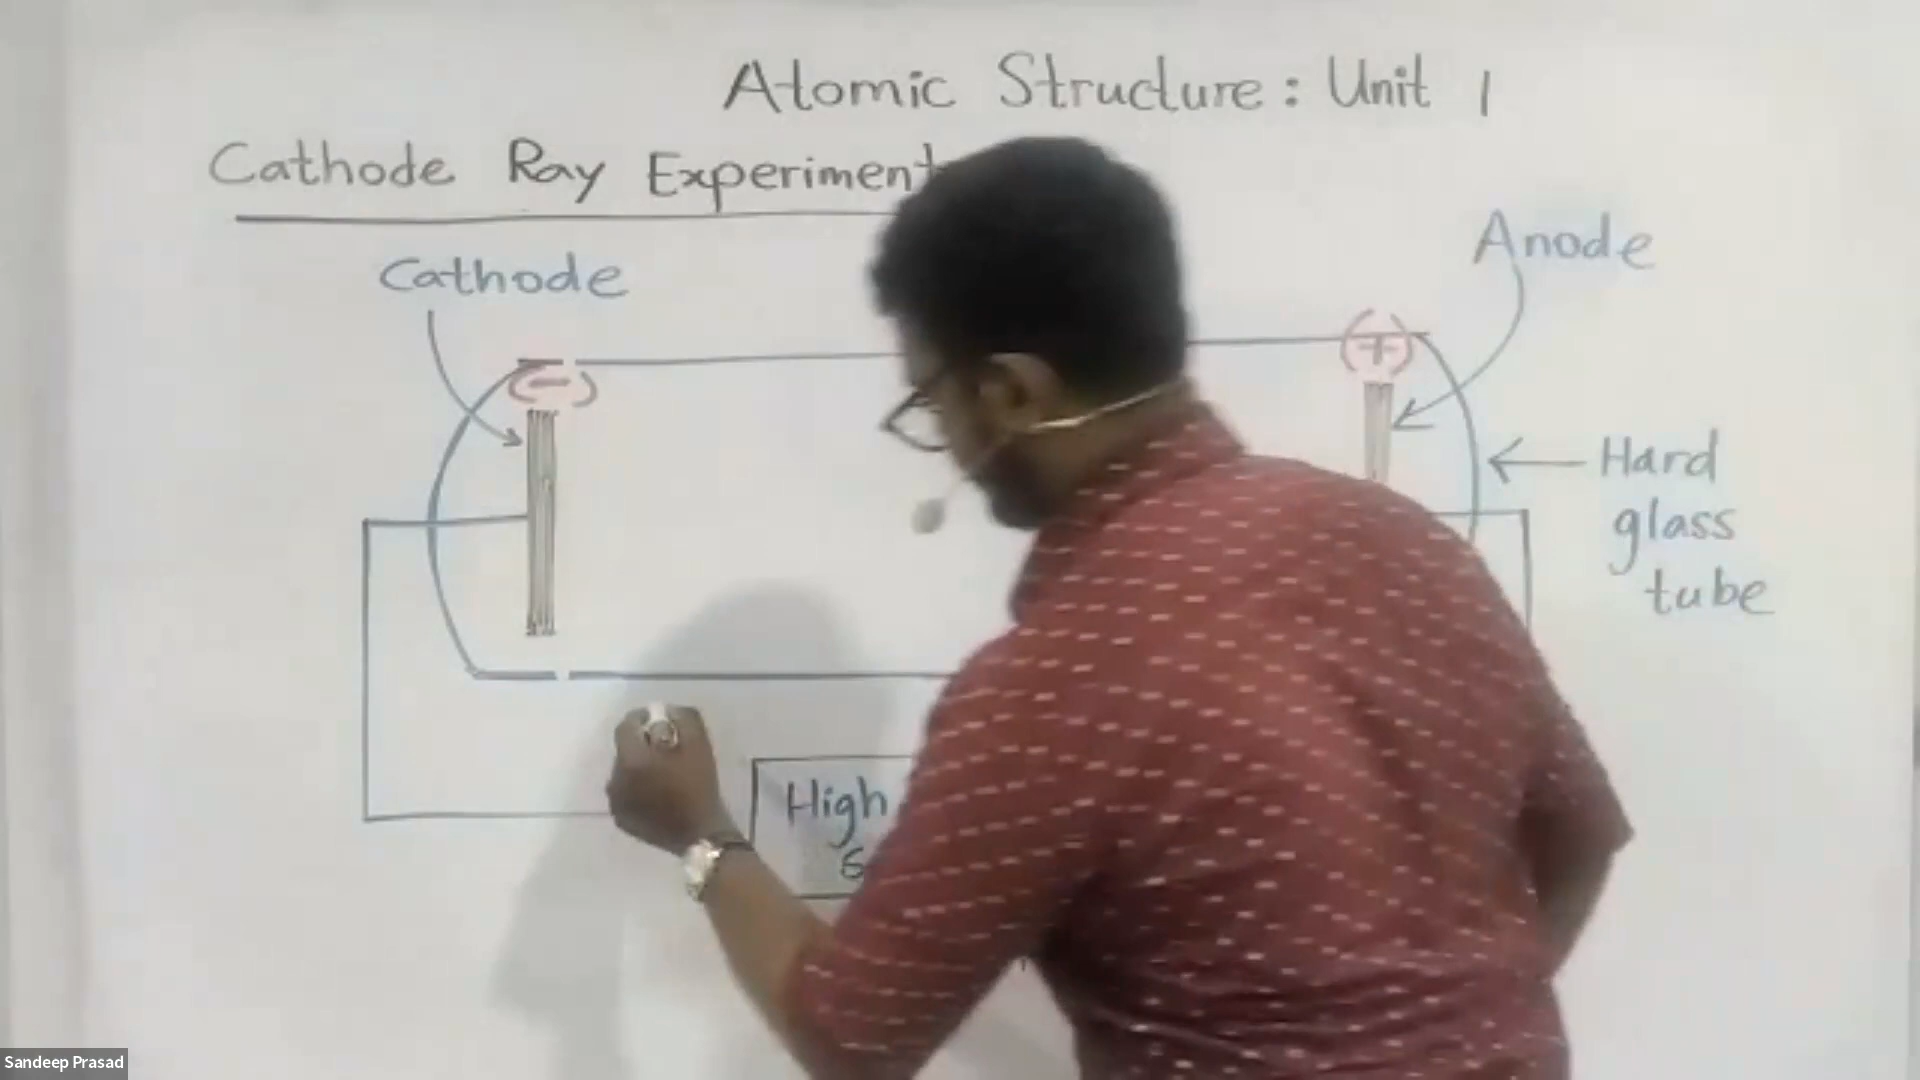 Atomic Structure: Unit 1
Cathode Ray Experiment
Cathode
Anode
(-)
(+)
Hard
glass
tube
High
Sandeep Prasad